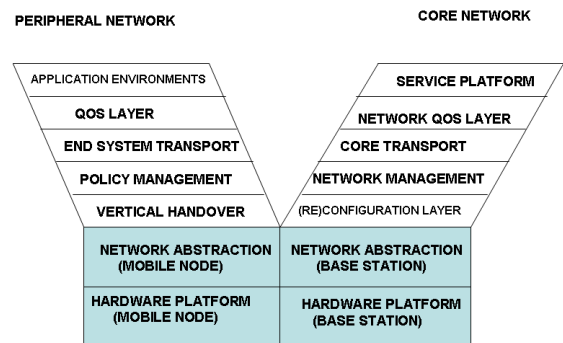 PERIPHERAL NETWORK
CORE NETWORK
APPLICATION ENVIRONMENTS
QOS LAYER
END SYSTEM TRANSPORT
POLICY MANAGEMENT
VERTICAL HANDOVER
SERVICE PLATFORM
NETWORK QOS LAYER
CORE TRANSPORT
NETWORK MANAGEMENT
(RE)CONFIGURATION LAYER
NETWORK ABSTRACTION
(MOBILE NODE)
NETWORK ABSTRACTION
(BASE STATION)
HARDWARE PLATFORM
(MOBILE NODE)
HARDWARE PLATFORM
(BASE STATION)